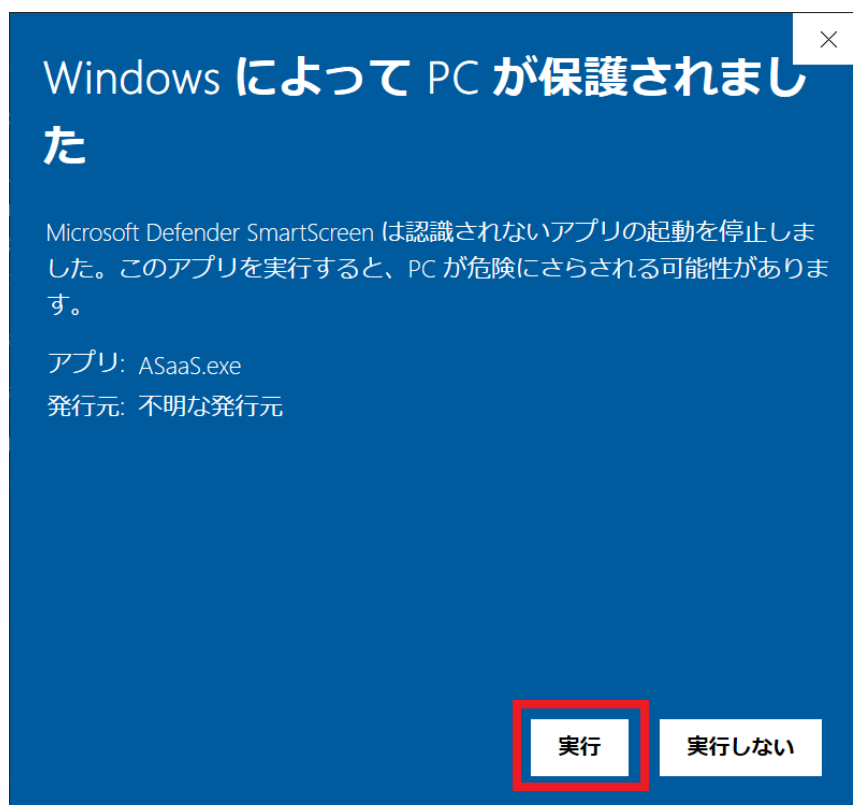 Windows によって PC が保護されまし
た
Microsoft Defender SmartScreen は認識されないアプリの起動を停止しま
した。このアプリを実行すると、PC が危険にさらされる可能性がありま
す。
アプリ: ASaaS.exe
発行元: 不明な発行元
実行 実行しない